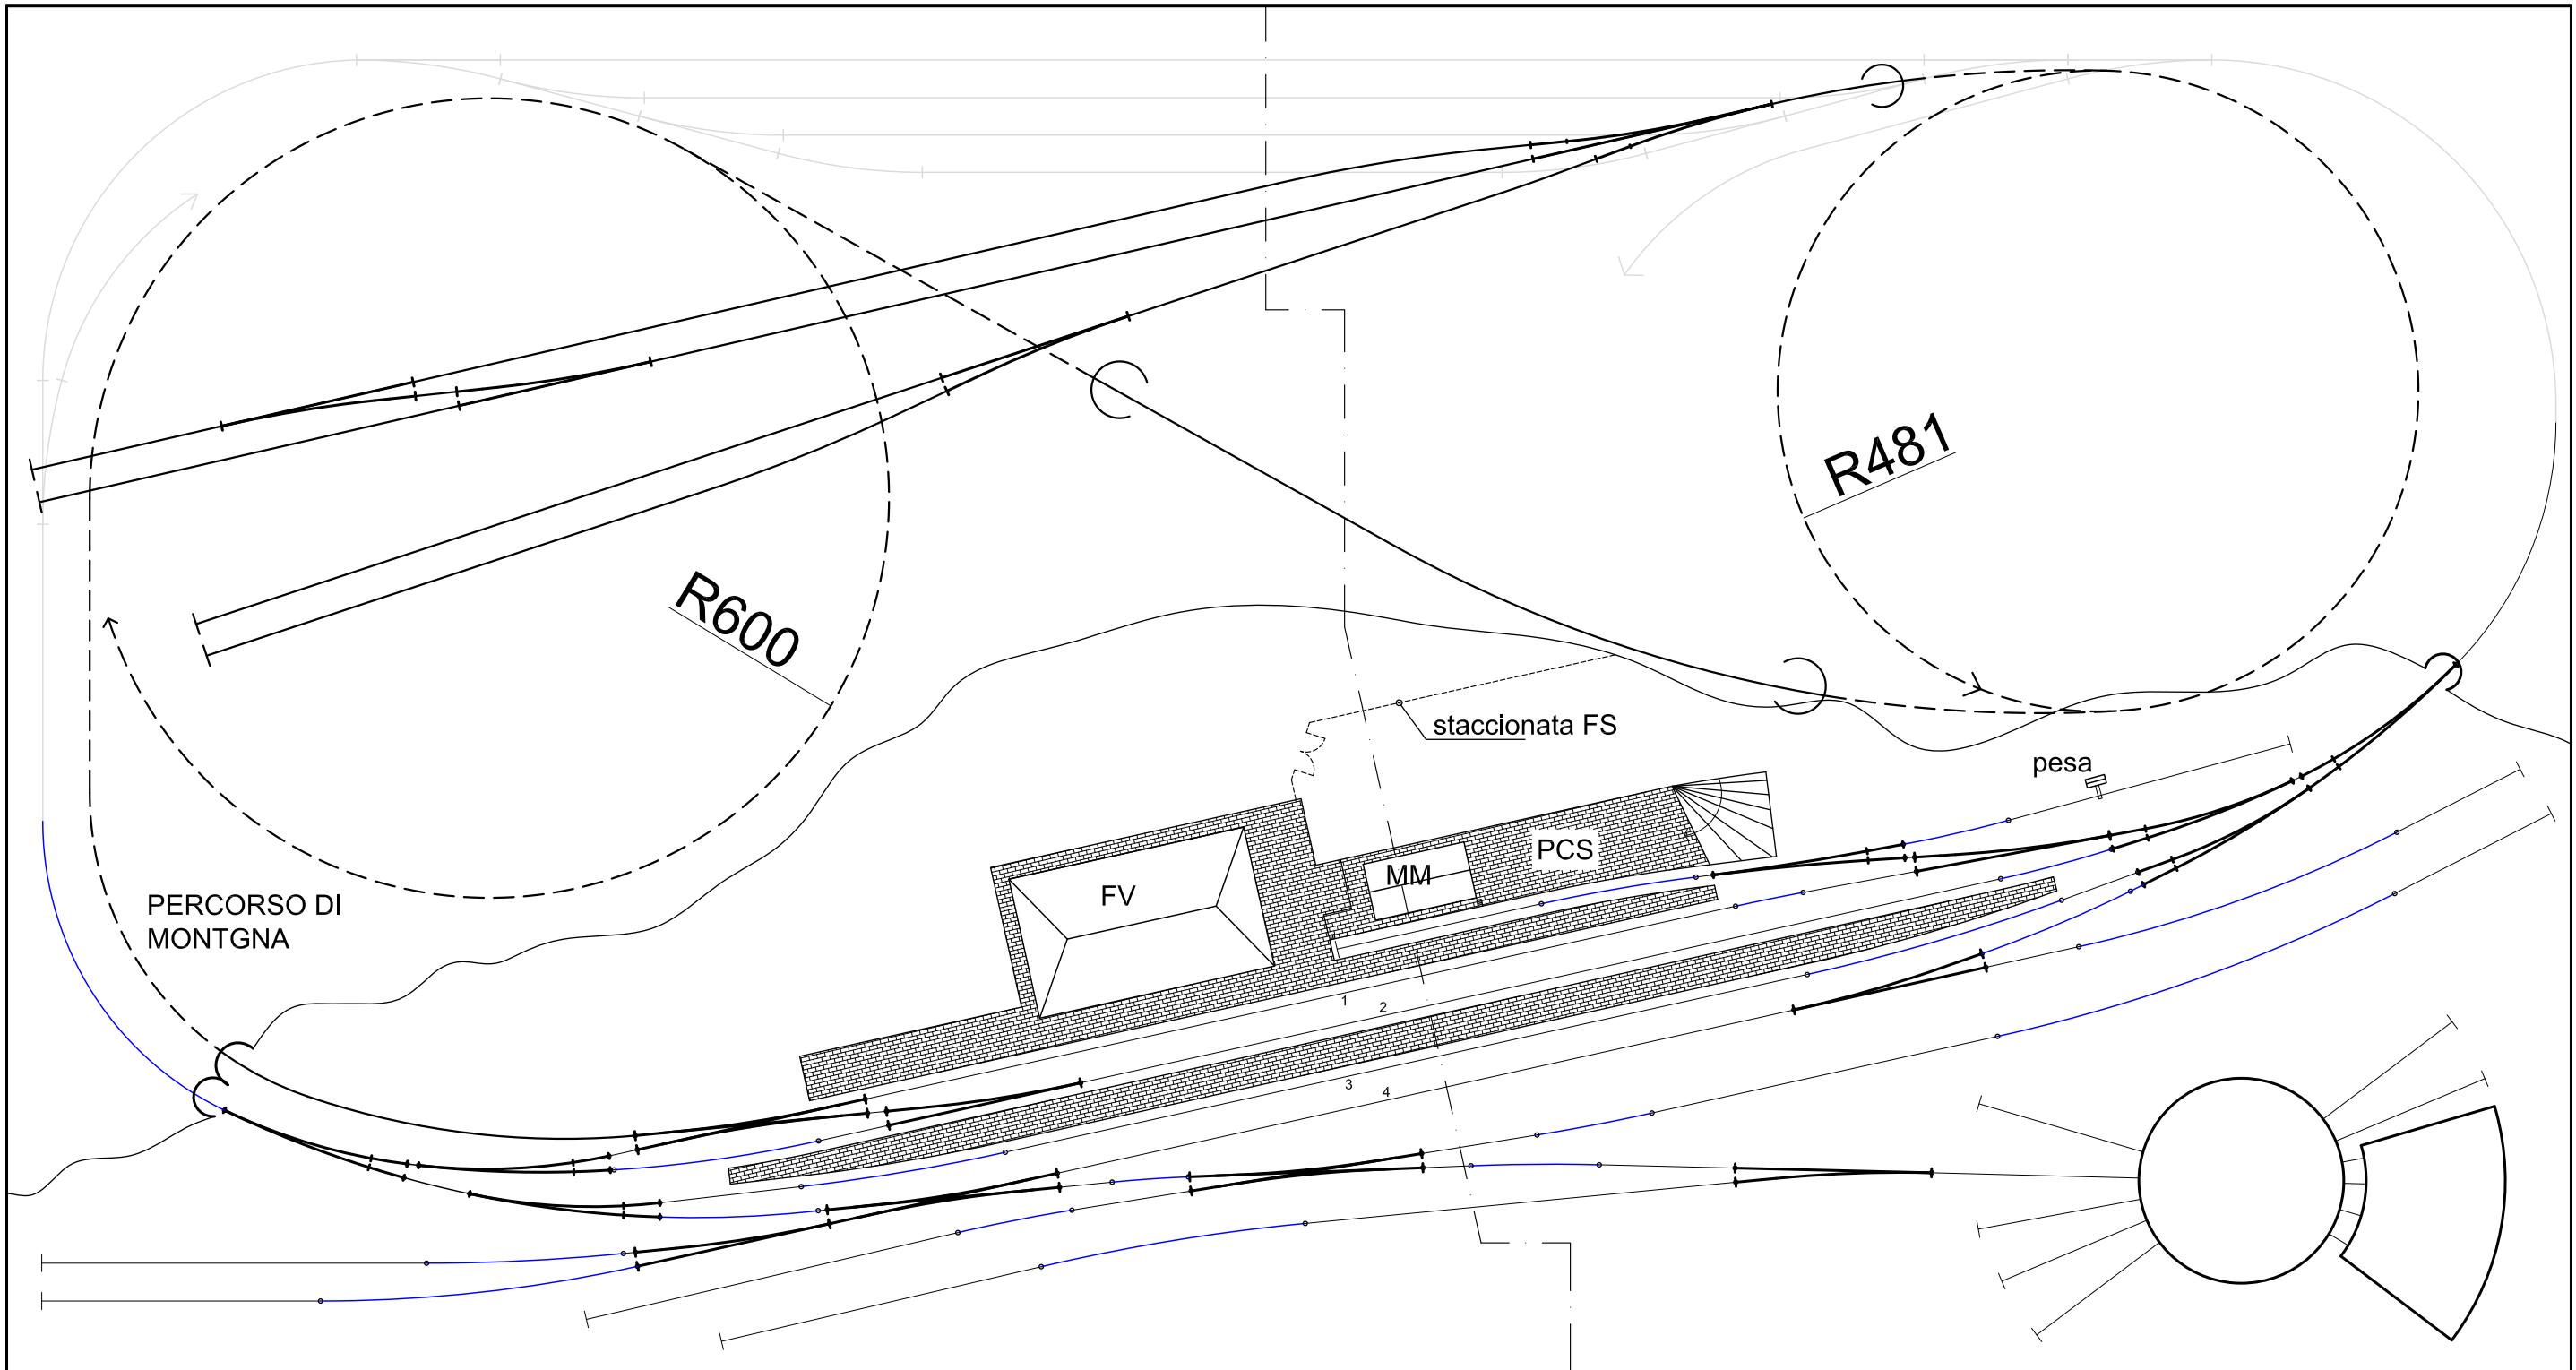 R481
R600
staccionata FS
pesa
PCS
MM
FV
PERCORSO DI
MONTGNA
1
2
3
4